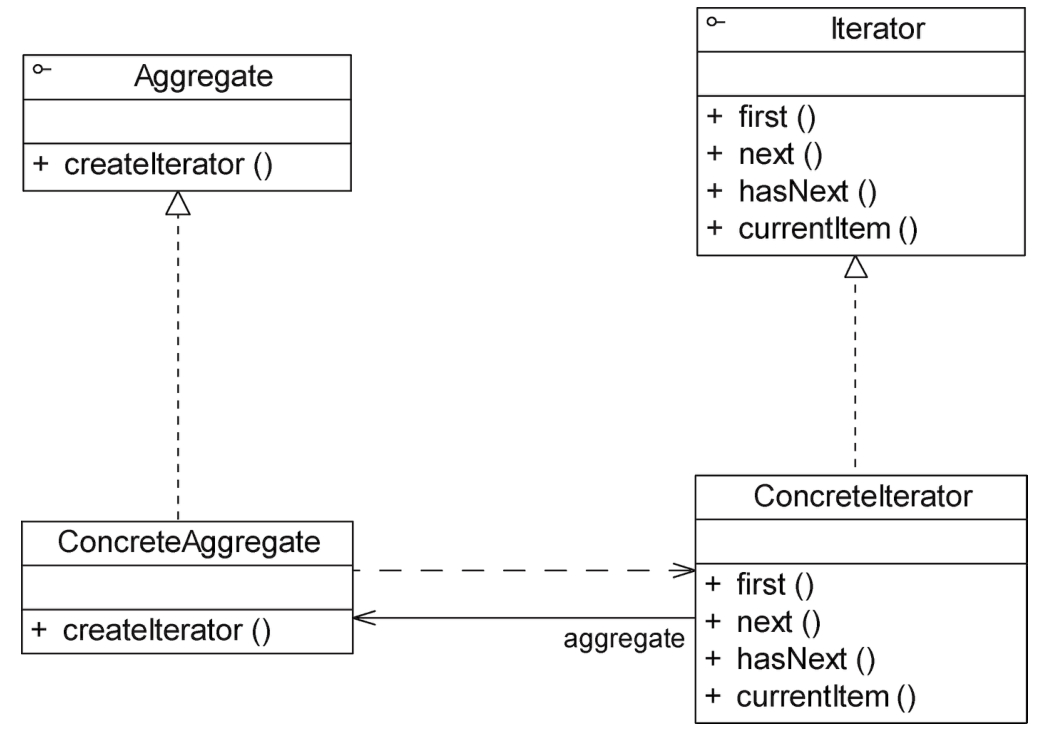 Aggregate
+ createIterator ()
Iterator
+ first ()
+ next ()
+ hasNext ()
+ currentItem ()
ConcreteAggregate
+ createIterator ()
aggregate
ConcreteIterator
+ first ()
+ next ()
+ hasNext ()
+ currentItem ()